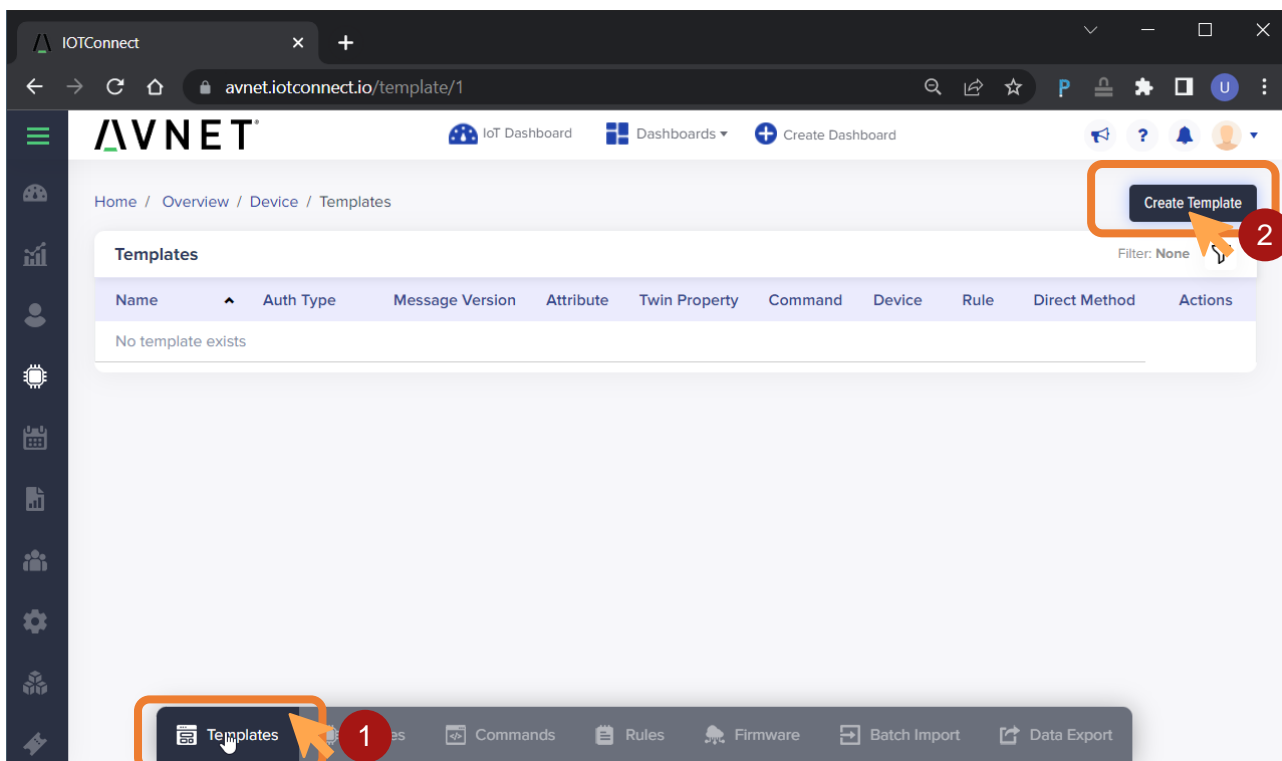 IOTConnect
avnet.iotconnect.io/template/1
P
U
AVNET
IoT Dashboard
Dashboards
Create Dashboard
?
Home / Overview / Device / Templates
Create Template
2
Templates
Filter: None
Name Auth Type Message Version Attribute Twin Property Command Device Rule Direct Method Actions
No template exists
Templates
1
es
Commands
Rules
Firmware
Batch Import
Data Export